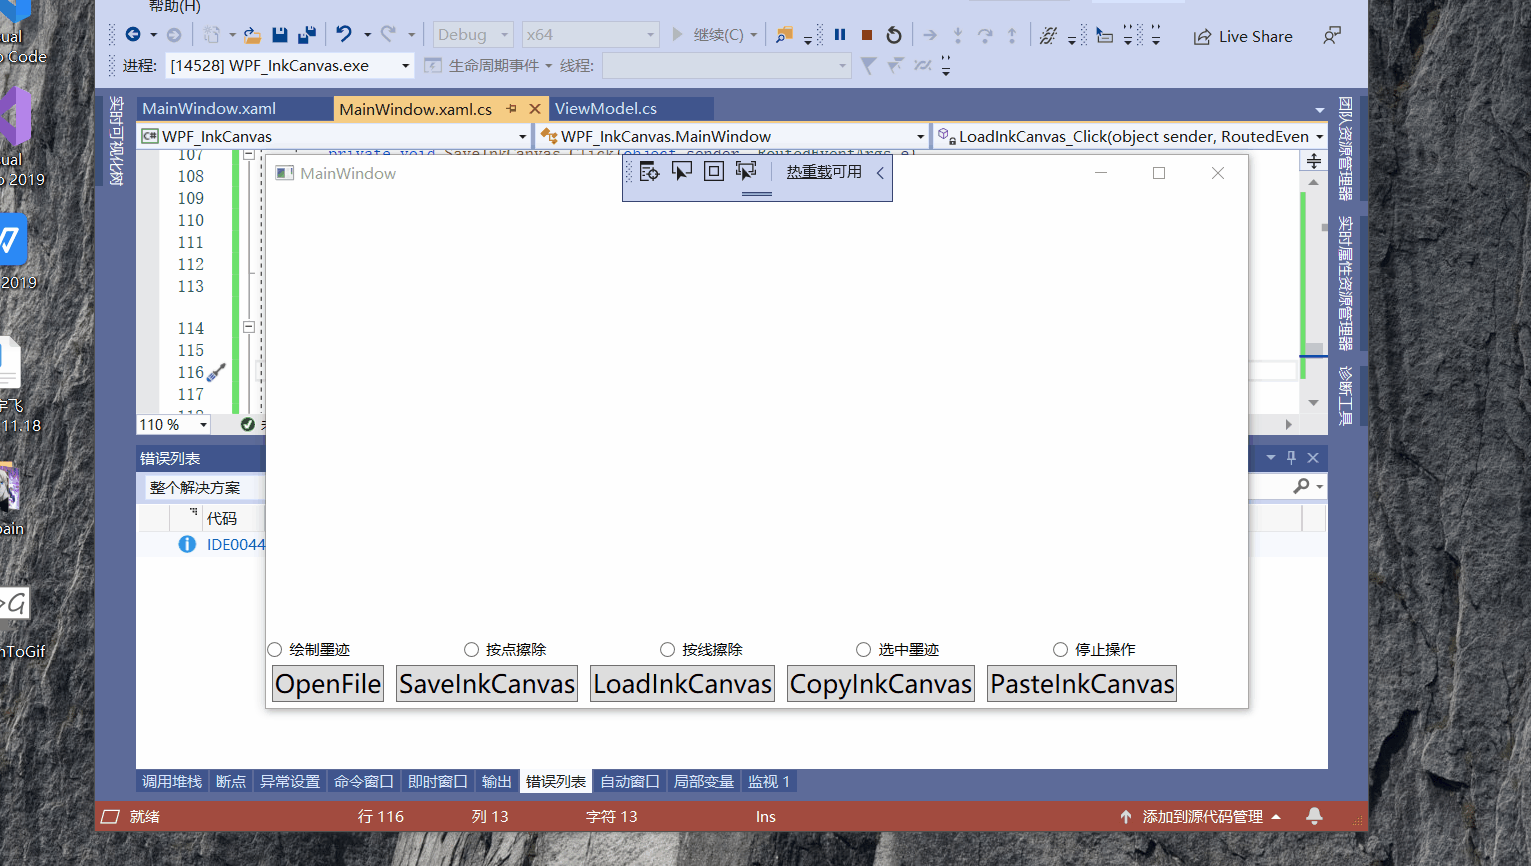 帮助(H)
Debug
x64
继续(C)
Live Share
进程:
[14528] WPF_InkCanvas.exe
生命周期事件
线程:
MainWindow.xaml
MainWindow.xaml.cs
ViewModel.cs
WPF_InkCanvas
WPF_InkCanvas.MainWindow
LoadInkCanvas_Click(object sender, RoutedEven
107
private void SaveInkCanvas_Click(object sender, RoutedEventArgs e)
108
109
110
111
112
113
114
115
116
117
110 %
MainWindow
热重载可用
绘制墨迹
按点擦除
按线擦除
选中墨迹
停止操作
OpenFile
SaveInkCanvas
LoadInkCanvas
CopyInkCanvas
PasteInkCanvas
错误列表
整个解决方案
代码
IDE0044
调用堆栈
断点
异常设置
命令窗口
即时窗口
输出
错误列表
自动窗口
局部变量
监视 1
就绪
行 116
列 13
字符 13
Ins
添加到源代码管理
实时可视化树
团队资源管理器
实时属性资源管理器
诊断工具
ual
o Code
ual
o 2019
2019
宇飞
11.18
pain
nToGif